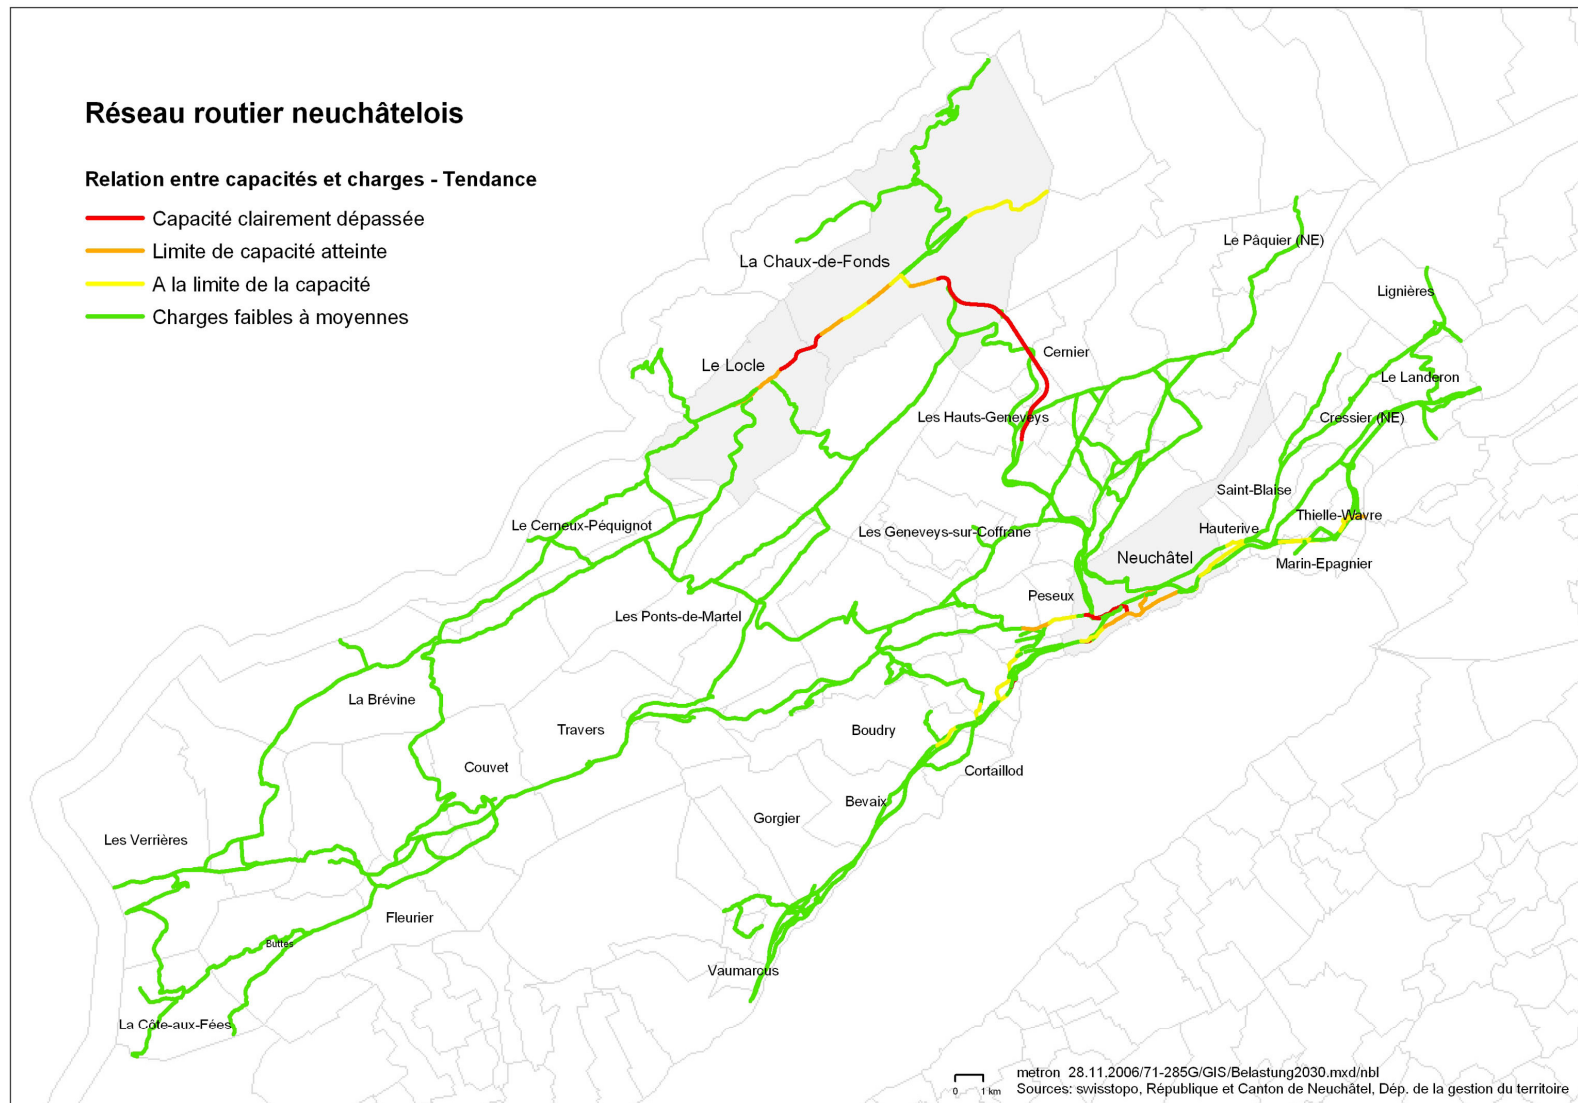 Réseau routier neuchâtelois
Relation entre capacités et charges - Tendance
Capacité clairement dépassée
Limite de capacité atteinte
A la limite de la capacité
Charges faibles à moyennes
Le Pâquier (NE)
La Chaux-de-Fonds
Lignières
Cernier
Le Locle
Le Landeron
Les Hauts-Geneveys
Cressier (NE)
Saint-Blaise
Thielle-Wavre
Le Cerneux-Péquignot
Les Geneveys-sur-Coffrane
Hauterive
Neuchâtel
Marin-Epagnier
Peseux
Les Ponts-de-Martel
La Brévine
Travers
Boudry
Couvet
Cortaillod
Bevaix
Gorgier
Les Verrières
Fleurier
Buttes
Vaumarcus
La Côte-aux-Fées
0 1 km
metron 28.11.2006/71-285G/GIS/Belastung2030.mxd/nbl
Sources: swisstopo, République et Canton de Neuchâtel, Dép. de la gestion du territoire